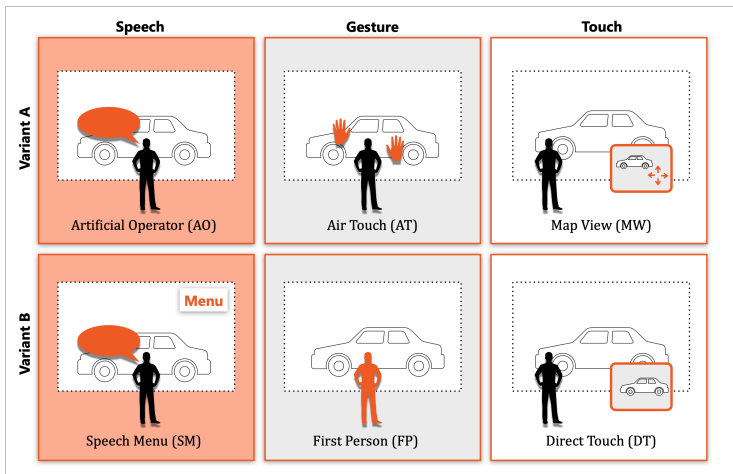 Speech
Gesture
Touch
Variant A
Artificial Operator (AO)
Air Touch (AT)
Map View (MW)
Variant B
Menu
Speech Menu (SM)
First Person (FP)
Direct Touch (DT)